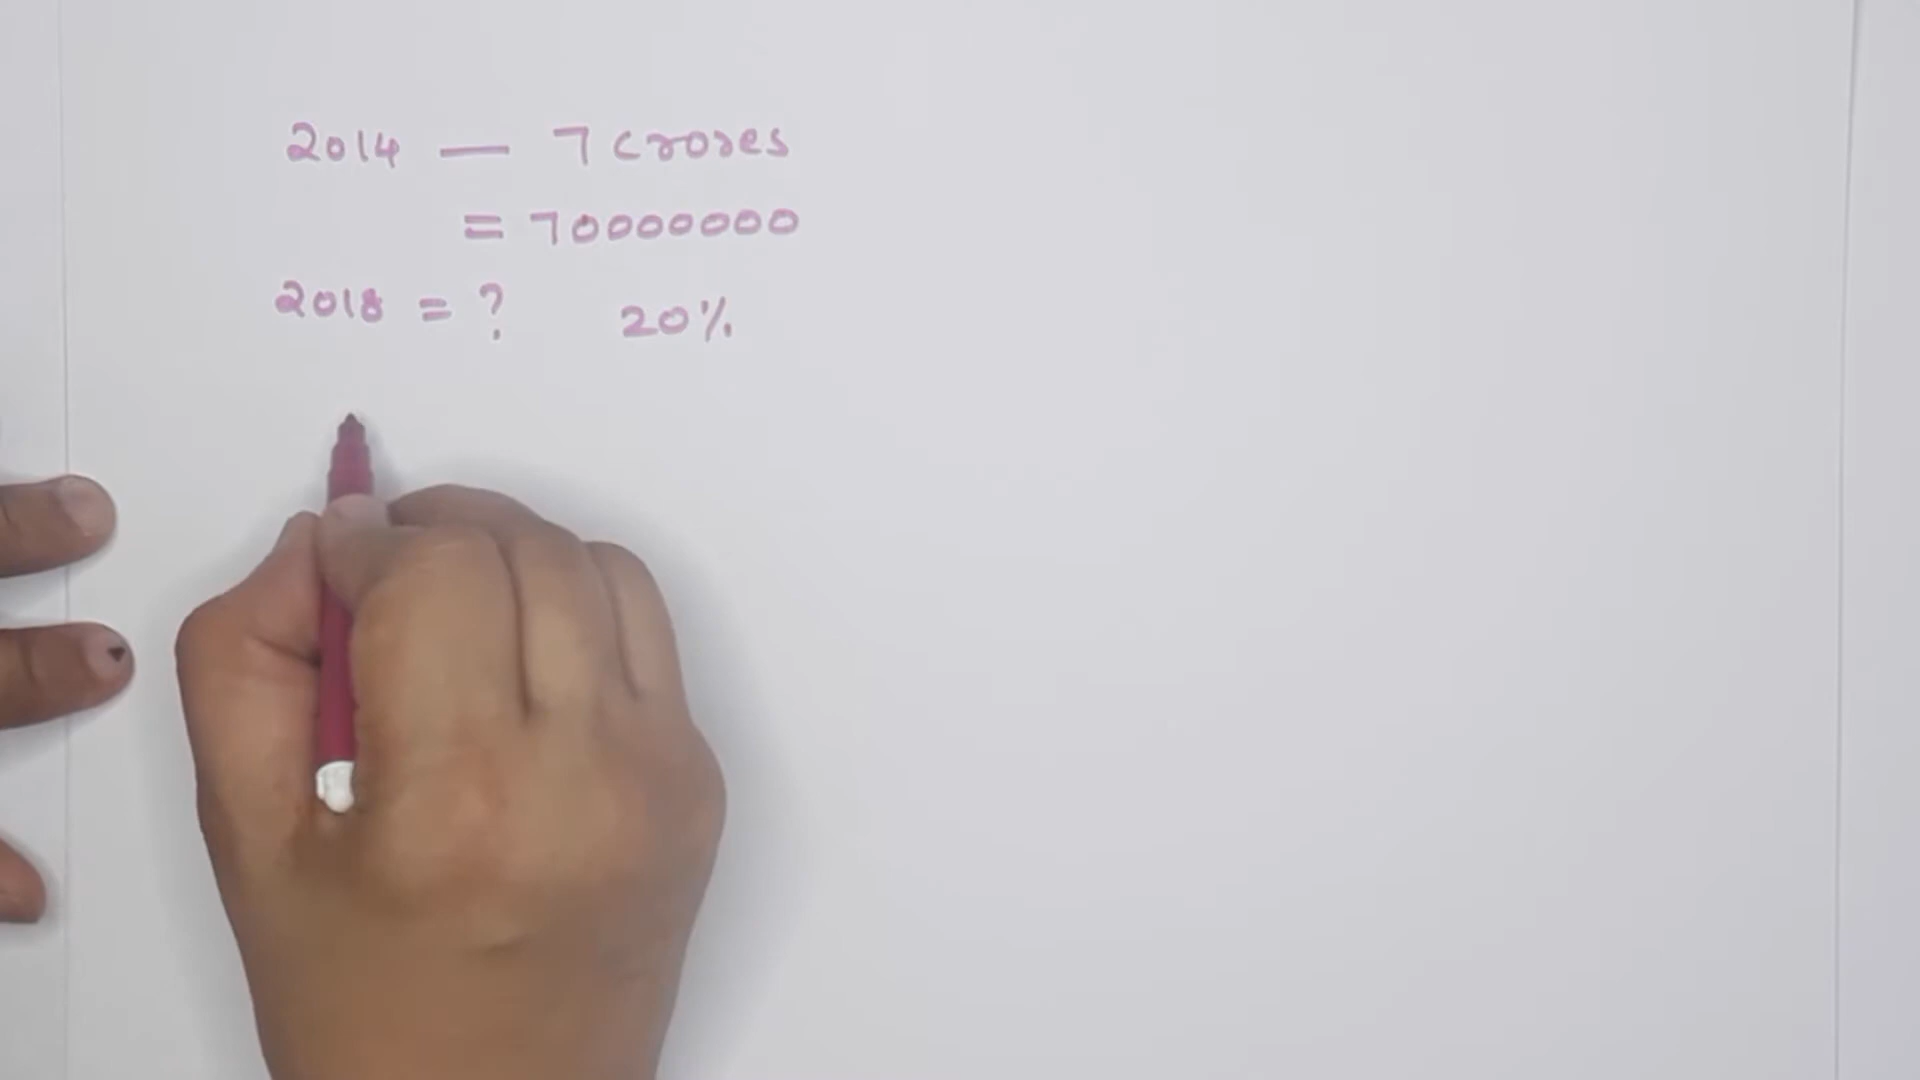 2014 — 7 crores
= 70000000
2018 = ? 20%